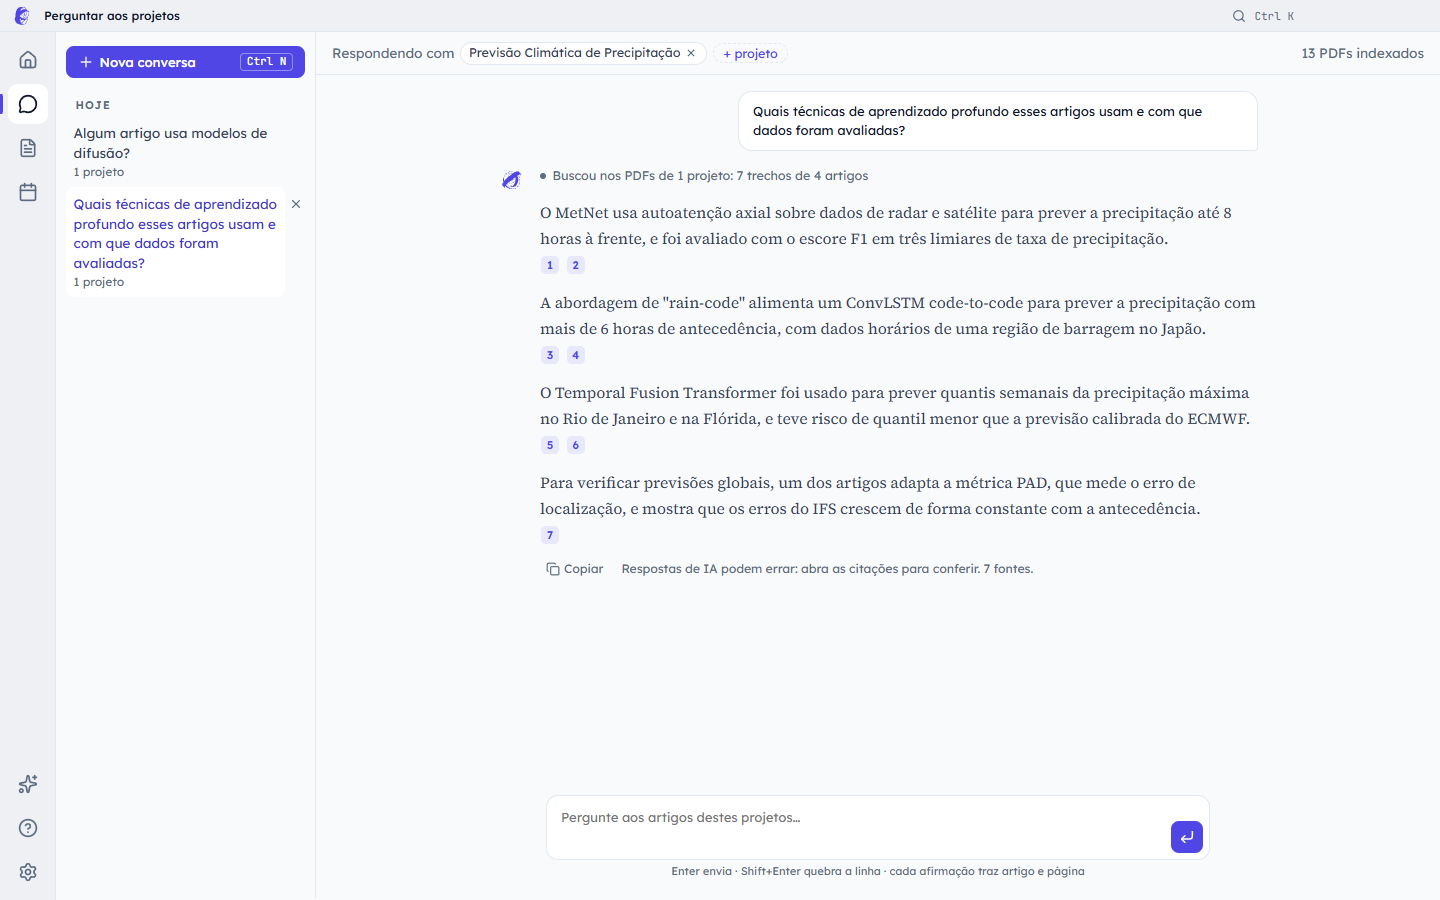 Perguntar aos projetos
Ctrl K
Nova conversa
Ctrl N
HOJE
Algum artigo usa modelos de
difusão?
1 projeto
Quais técnicas de aprendizado
profundo esses artigos usam e
com que dados foram
avaliadas?
1 projeto
Respondendo com
Previsão Climática de Precipitação ×
+ projeto
13 PDFs indexados
Quais técnicas de aprendizado profundo esses artigos usam e com que
dados foram avaliadas?
Buscou nos PDFs de 1 projeto: 7 trechos de 4 artigos
O MetNet usa autoatenção axial sobre dados de radar e satélite para prever a precipitação até 8
horas à frente, e foi avaliado com o escore F1 em três limiares de taxa de precipitação.
1 2
A abordagem de "rain-code" alimenta um ConvLSTM code-to-code para prever a precipitação com
mais de 6 horas de antecedência, com dados horários de uma região de barragem no Japão.
3 4
O Temporal Fusion Transformer foi usado para prever quantis semanais da precipitação máxima
no Rio de Janeiro e na Flórida, e teve risco de quantil menor que a previsão calibrada do ECMWF.
5 6
Para verificar previsões globais, um dos artigos adapta a métrica PAD, que mede o erro de
localização, e mostra que os erros do IFS crescem de forma constante com a antecedência.
7
Copiar
Respostas de IA podem errar: abra as citações para conferir. 7 fontes.
Pergunte aos artigos destes projetos…
Enter envia · Shift+Enter quebra a linha · cada afirmação traz artigo e página